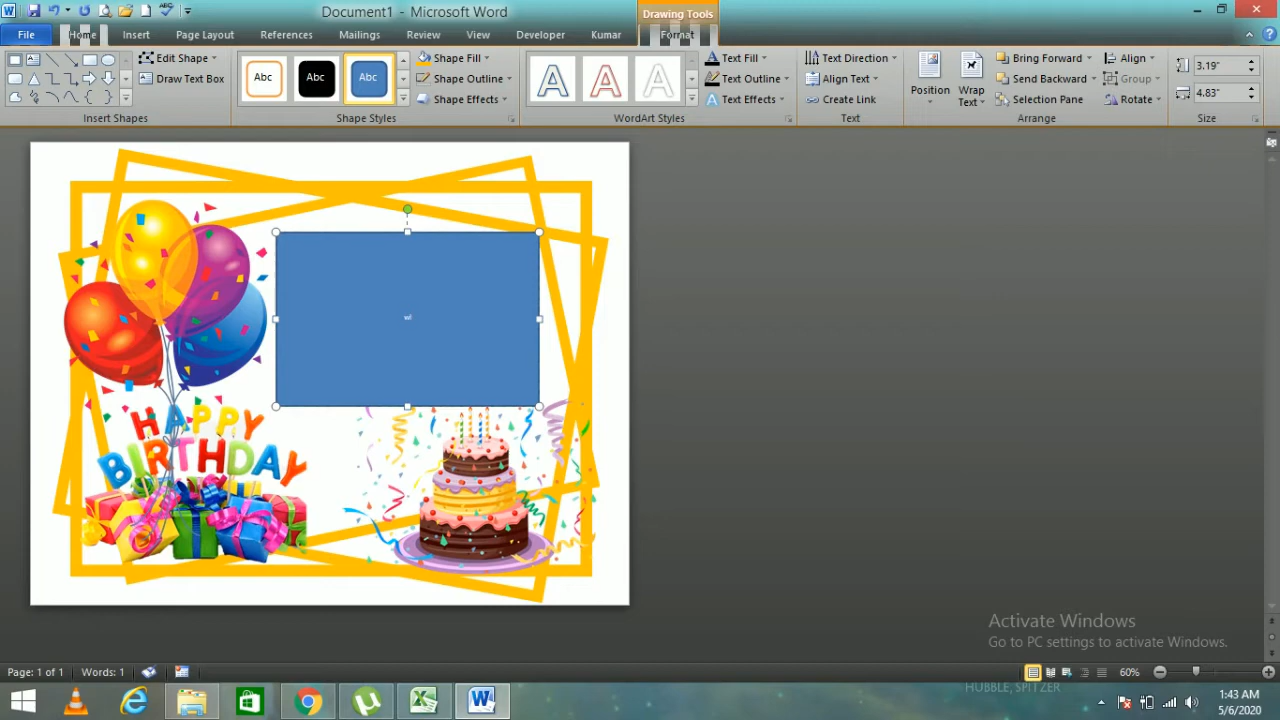 Document1 - Microsoft Word
Drawing Tools
File Home Insert Page Layout References Mailings Review View Developer Kumar Format
Edit Shape
Draw Text Box
Insert Shapes
Abc Abc Abc
Shape Fill
Shape Outline
Shape Effects
Shape Styles
A A A
Text Fill
Text Outline
Text Effects
WordArt Styles
Text Direction
Align Text
Create Link
Text
Position
Wrap Text
Bring Forward
Send Backward
Selection Pane
Align
Group
Rotate
Arrange
3.19"
4.83"
Size
HAPPY
BIRTHDAY
Activate Windows
Go to PC settings to activate Windows.
Page: 1 of 1 Words: 1 60%
HUBBLE, SPITZER
1:43 AM
5/6/2020